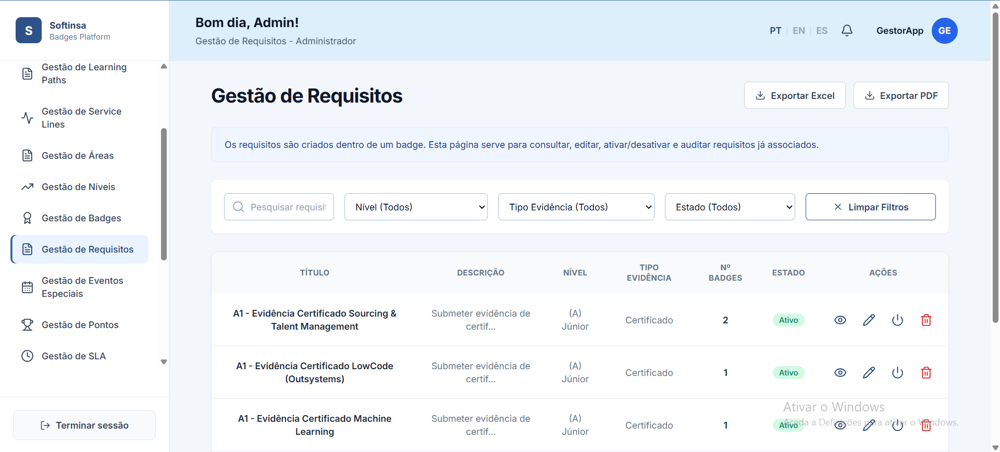 S
Softinsa
Badges Platform
Gestão de Learning
Paths
Gestão de Service
Lines
Gestão de Áreas
Gestão de Níveis
Gestão de Badges
Gestão de Requisitos
Gestão de Eventos
Especiais
Gestão de Pontos
Gestão de SLA
Terminar sessão
Bom dia, Admin!
Gestão de Requisitos - Administrador
PT EN ES
GestorApp
GE
Gestão de Requisitos
Exportar Excel
Exportar PDF
Os requisitos são criados dentro de um badge. Esta página serve para consultar, editar, ativar/desativar e auditar requisitos já associados.
Pesquisar requisit
Nível (Todos)
Tipo Evidência (Todos)
Estado (Todos)
Limpar Filtros
TÍTULO
DESCRIÇÃO
NÍVEL
TIPO
EVIDÊNCIA
Nº
BADGES
ESTADO
AÇÕES
A1 - Evidência Certificado Sourcing &
Talent Management
Submeter evidência de
certif...
(A)
Júnior
Certificado
2
Ativo
A1 - Evidência Certificado LowCode
(Outsystems)
Submeter evidência de
certif...
(A)
Júnior
Certificado
1
Ativo
A1 - Evidência Certificado Machine
Learning
Submeter evidência de
certif...
(A)
Júnior
Certificado
1
Ativo
Ativar o Windows
Aceda a Definições para ativar o Windows.